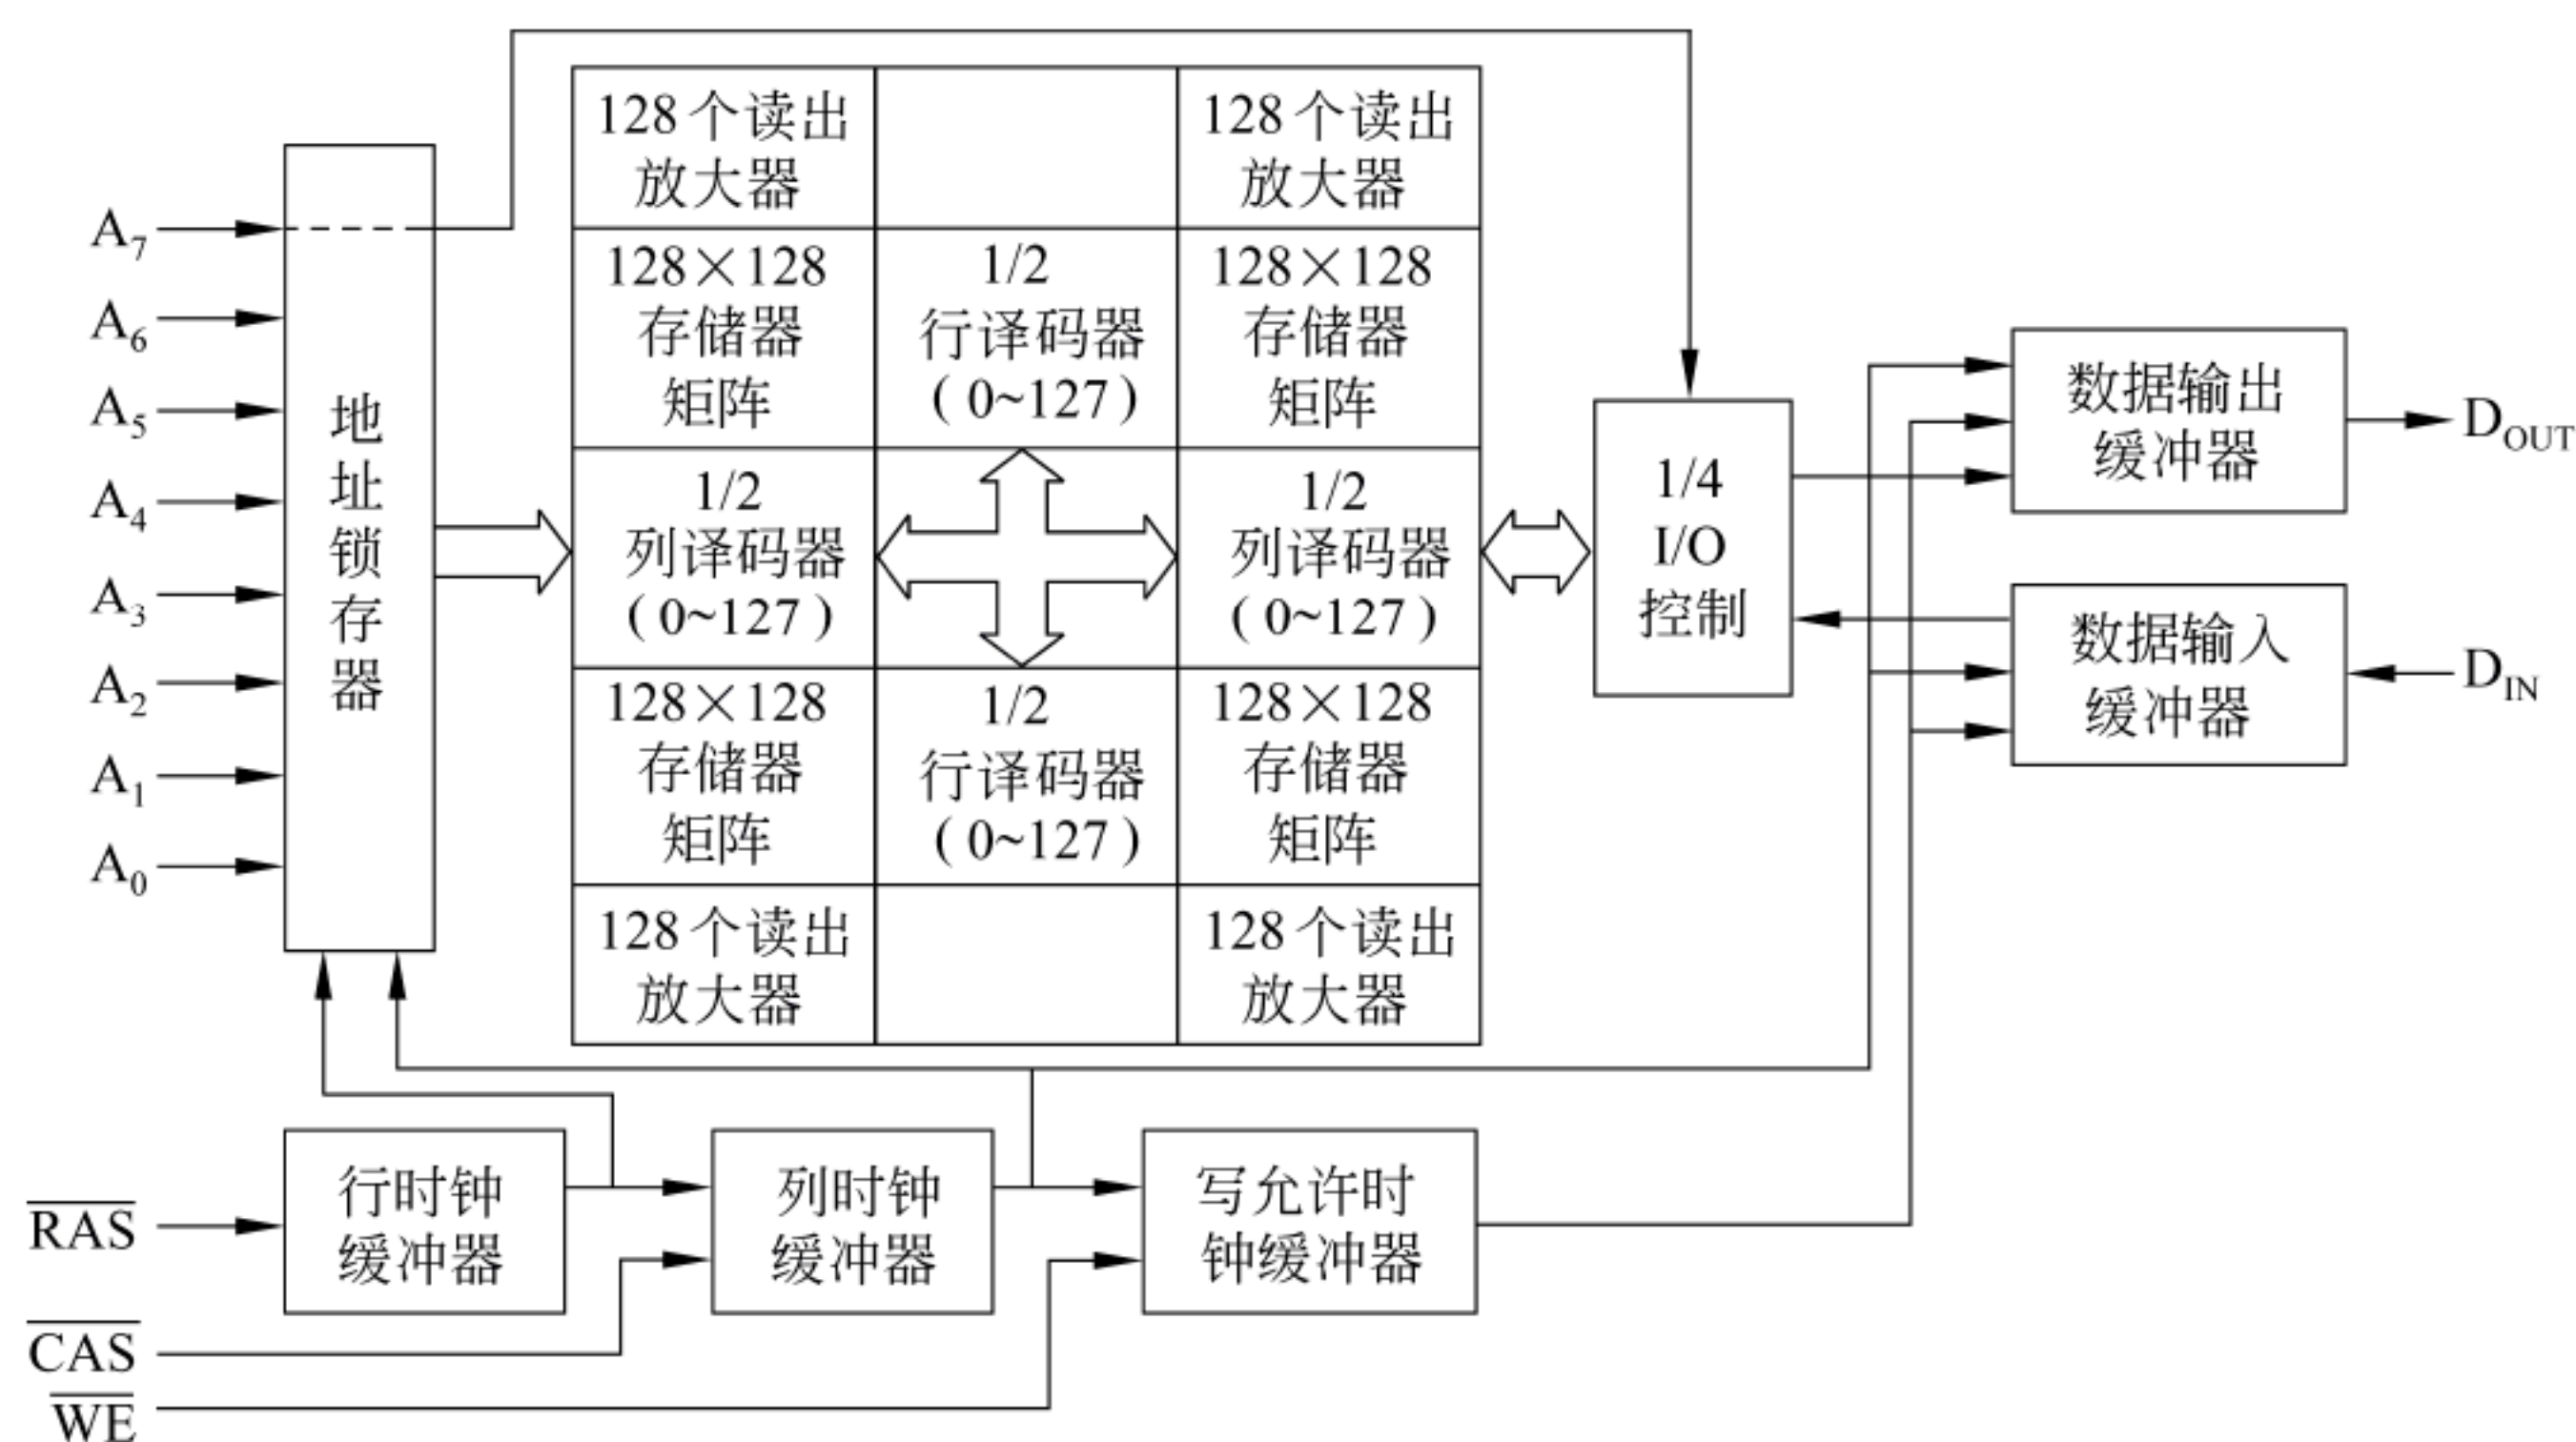 A7
A6
A5
A4
A3
A2
A1
A0
地
址
锁
存
器
128个读出
放大器
128个读出
放大器
128×128
存储器
矩阵
1/2
行译码器
(0~127)
128×128
存储器
矩阵
1/2
列译码器
(0~127)
1/2
列译码器
(0~127)
128×128
存储器
矩阵
1/2
行译码器
(0~127)
128×128
存储器
矩阵
128个读出
放大器
128个读出
放大器
1/4
I/O
控制
数据输出
缓冲器
DOUT
数据输入
缓冲器
DIN
RAS
CAS
WE
行时钟
缓冲器
列时钟
缓冲器
写允许时
钟缓冲器